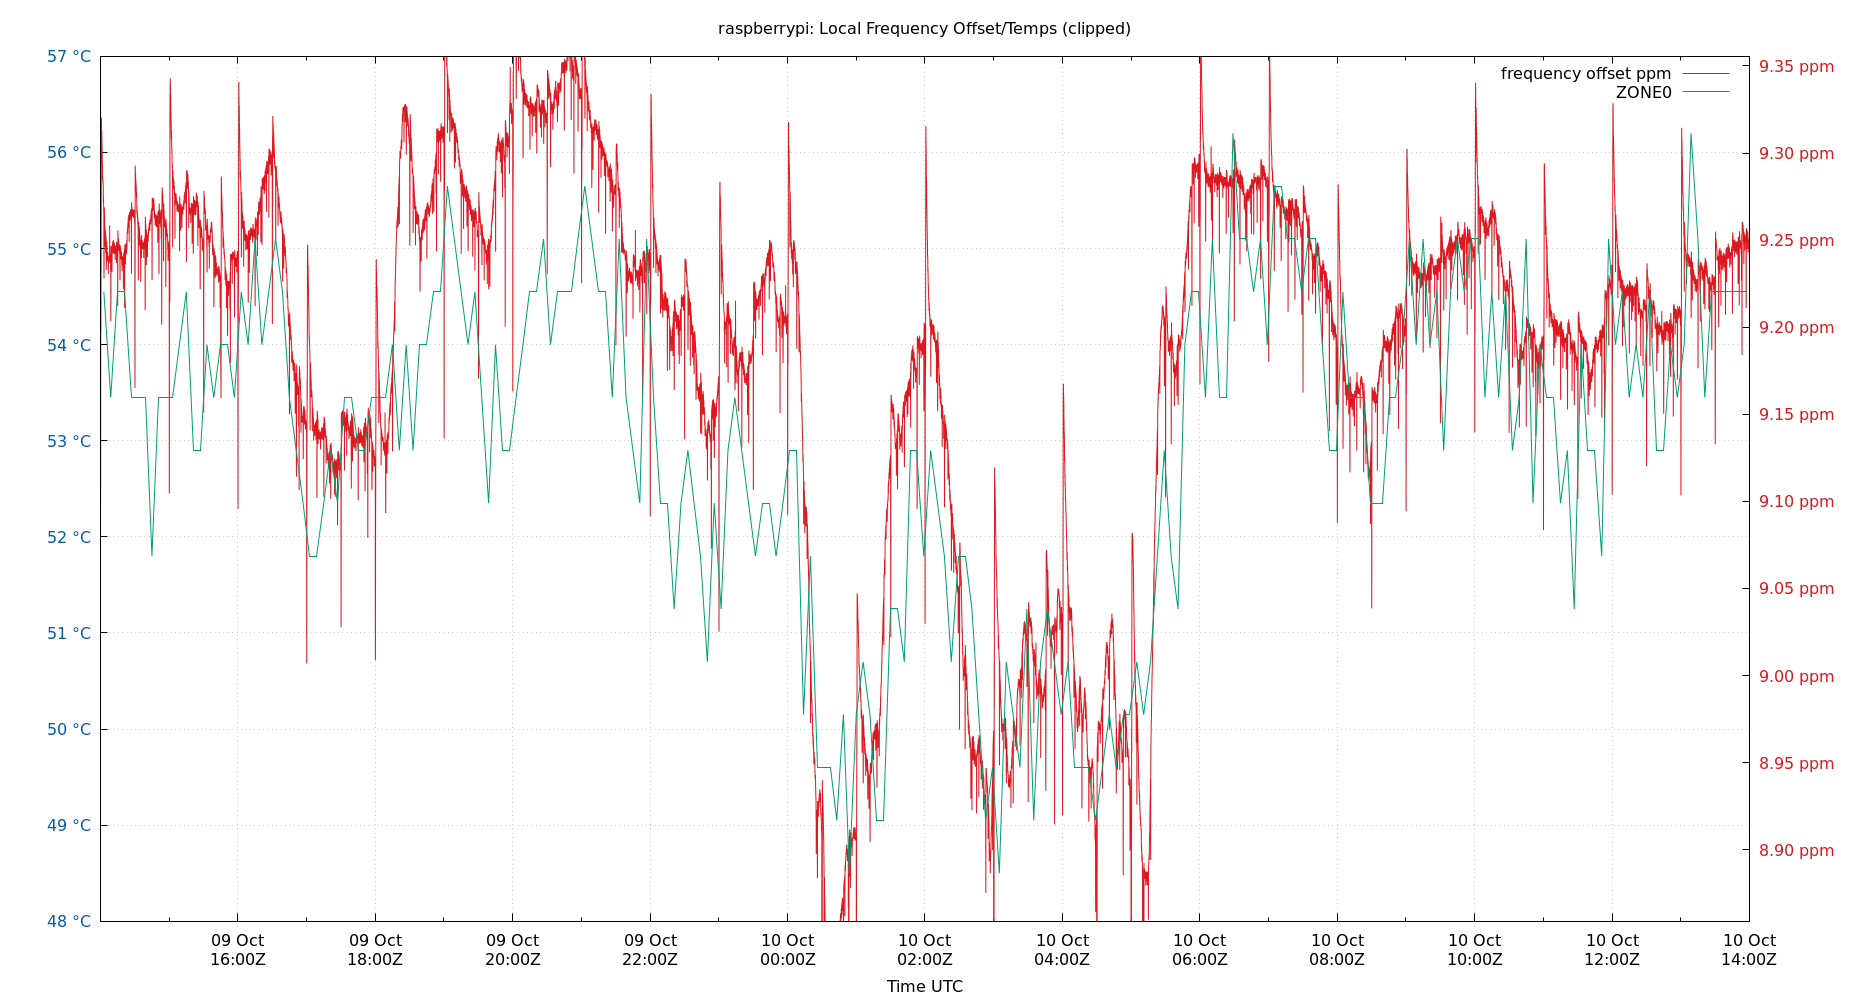 raspberrypi: Local Frequency Offset/Temps (clipped)
frequency offset ppm
ZONE0
57 °C
56 °C
55 °C
54 °C
53 °C
52 °C
51 °C
50 °C
49 °C
48 °C
9.35 ppm
9.30 ppm
9.25 ppm
9.20 ppm
9.15 ppm
9.10 ppm
9.05 ppm
9.00 ppm
8.95 ppm
8.90 ppm
09 Oct 09 Oct 09 Oct 09 Oct 10 Oct 10 Oct 10 Oct 10 Oct 10 Oct 10 Oct 10 Oct 10 Oct
16:00Z 18:00Z 20:00Z 22:00Z 00:00Z 02:00Z 04:00Z 06:00Z 08:00Z 10:00Z 12:00Z 14:00Z
Time UTC